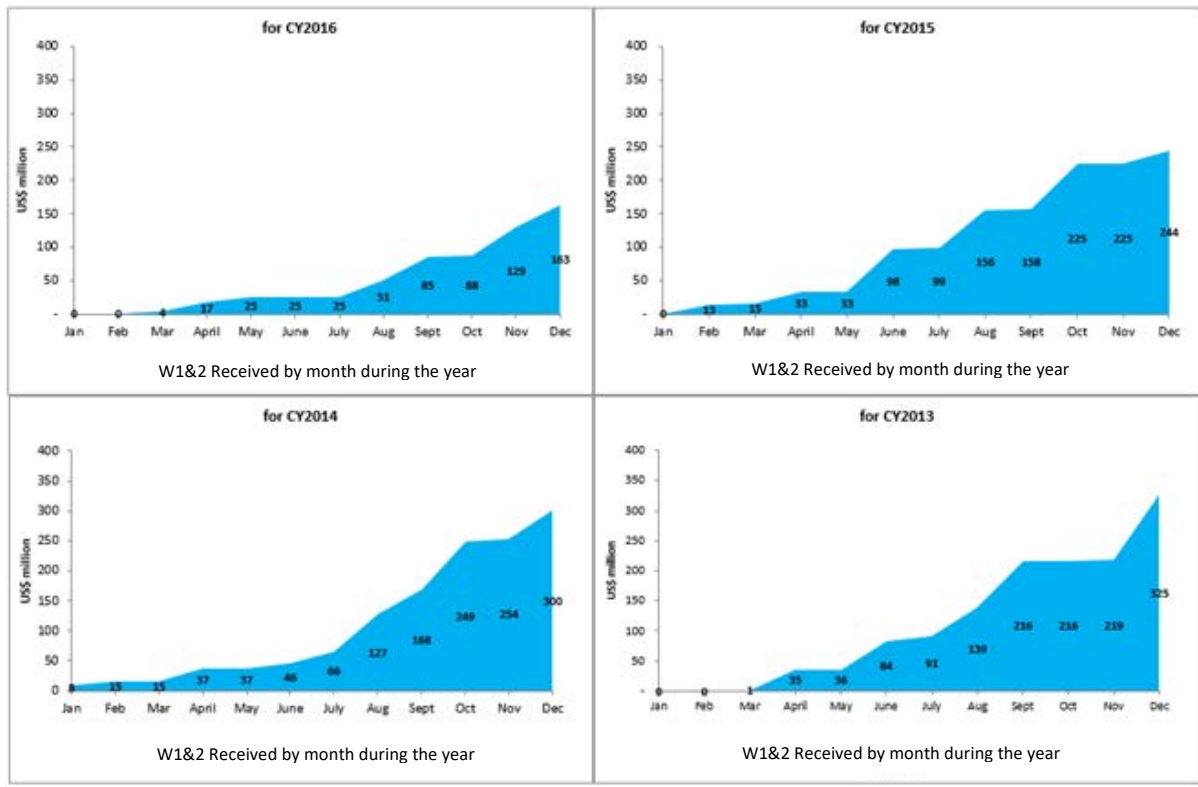 for CY2016
400
350
300
250
200
150
100
50
-
US$ million
0 0 4 17 25 25 25 51 85 88 129 163
Jan Feb Mar April May June July Aug Sept Oct Nov Dec
W1&2 Received by month during the year
for CY2015
400
350
300
250
200
150
100
50
-
US$ million
0 13 15 33 33 98 99 156 158 225 225 244
Jan Feb Mar April May June July Aug Sept Oct Nov Dec
W1&2 Received by month during the year
for CY2014
400
350
300
250
200
150
100
50
0
US$ million
8 15 15 37 37 46 66 127 168 249 254 300
Jan Feb Mar April May June July Aug Sept Oct Nov Dec
W1&2 Received by month during the year
for CY2013
400
350
300
250
200
150
100
50
-
US$ million
0 0 1 35 36 84 91 139 216 216 219 325
Jan Feb Mar April May June July Aug Sept Oct Nov Dec
W1&2 Received by month during the year